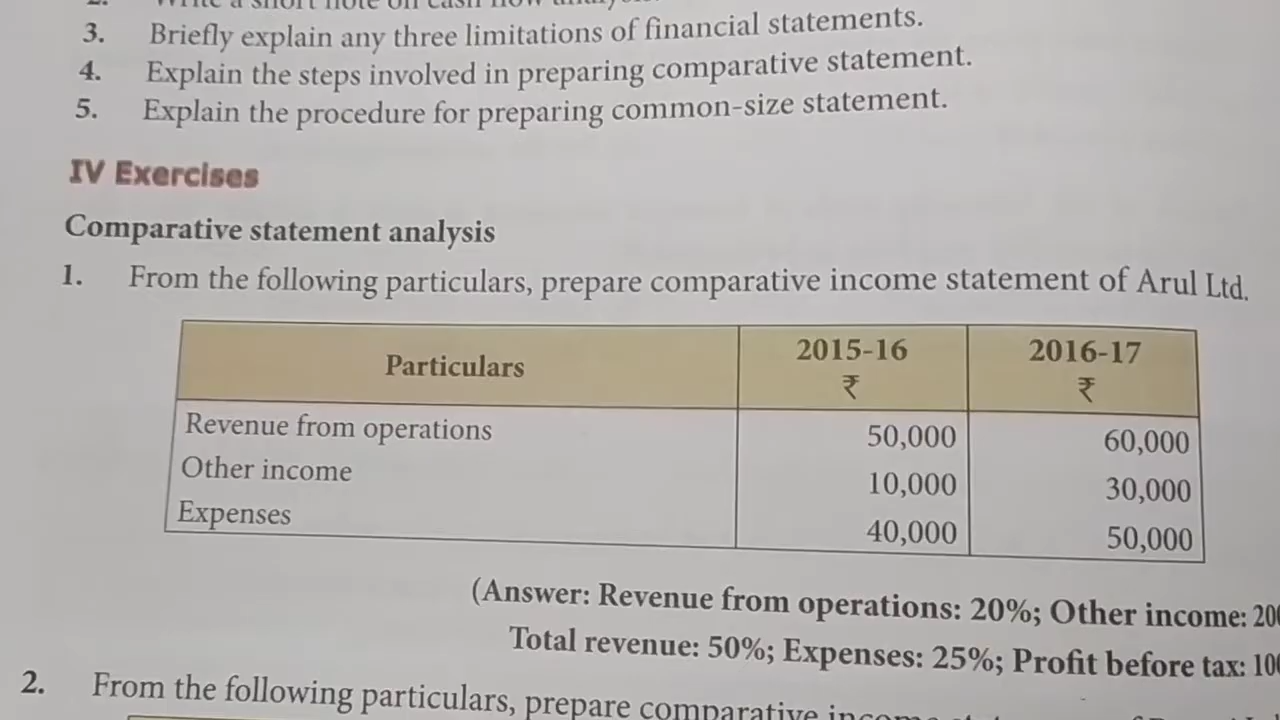 3. Briefly explain any three limitations of financial statements.
4. Explain the steps involved in preparing comparative statement.
5. Explain the procedure for preparing common-size statement.
IV Exercises
Comparative statement analysis
1. From the following particulars, prepare comparative income statement of Arul Ltd.
Particulars 2015-16 ₹ 2016-17 ₹
Revenue from operations 50,000 60,000
Other income 10,000 30,000
Expenses 40,000 50,000
(Answer: Revenue from operations: 20%; Other income: 20
Total revenue: 50%; Expenses: 25%; Profit before tax: 10
2. From the following particulars, prepare comparative